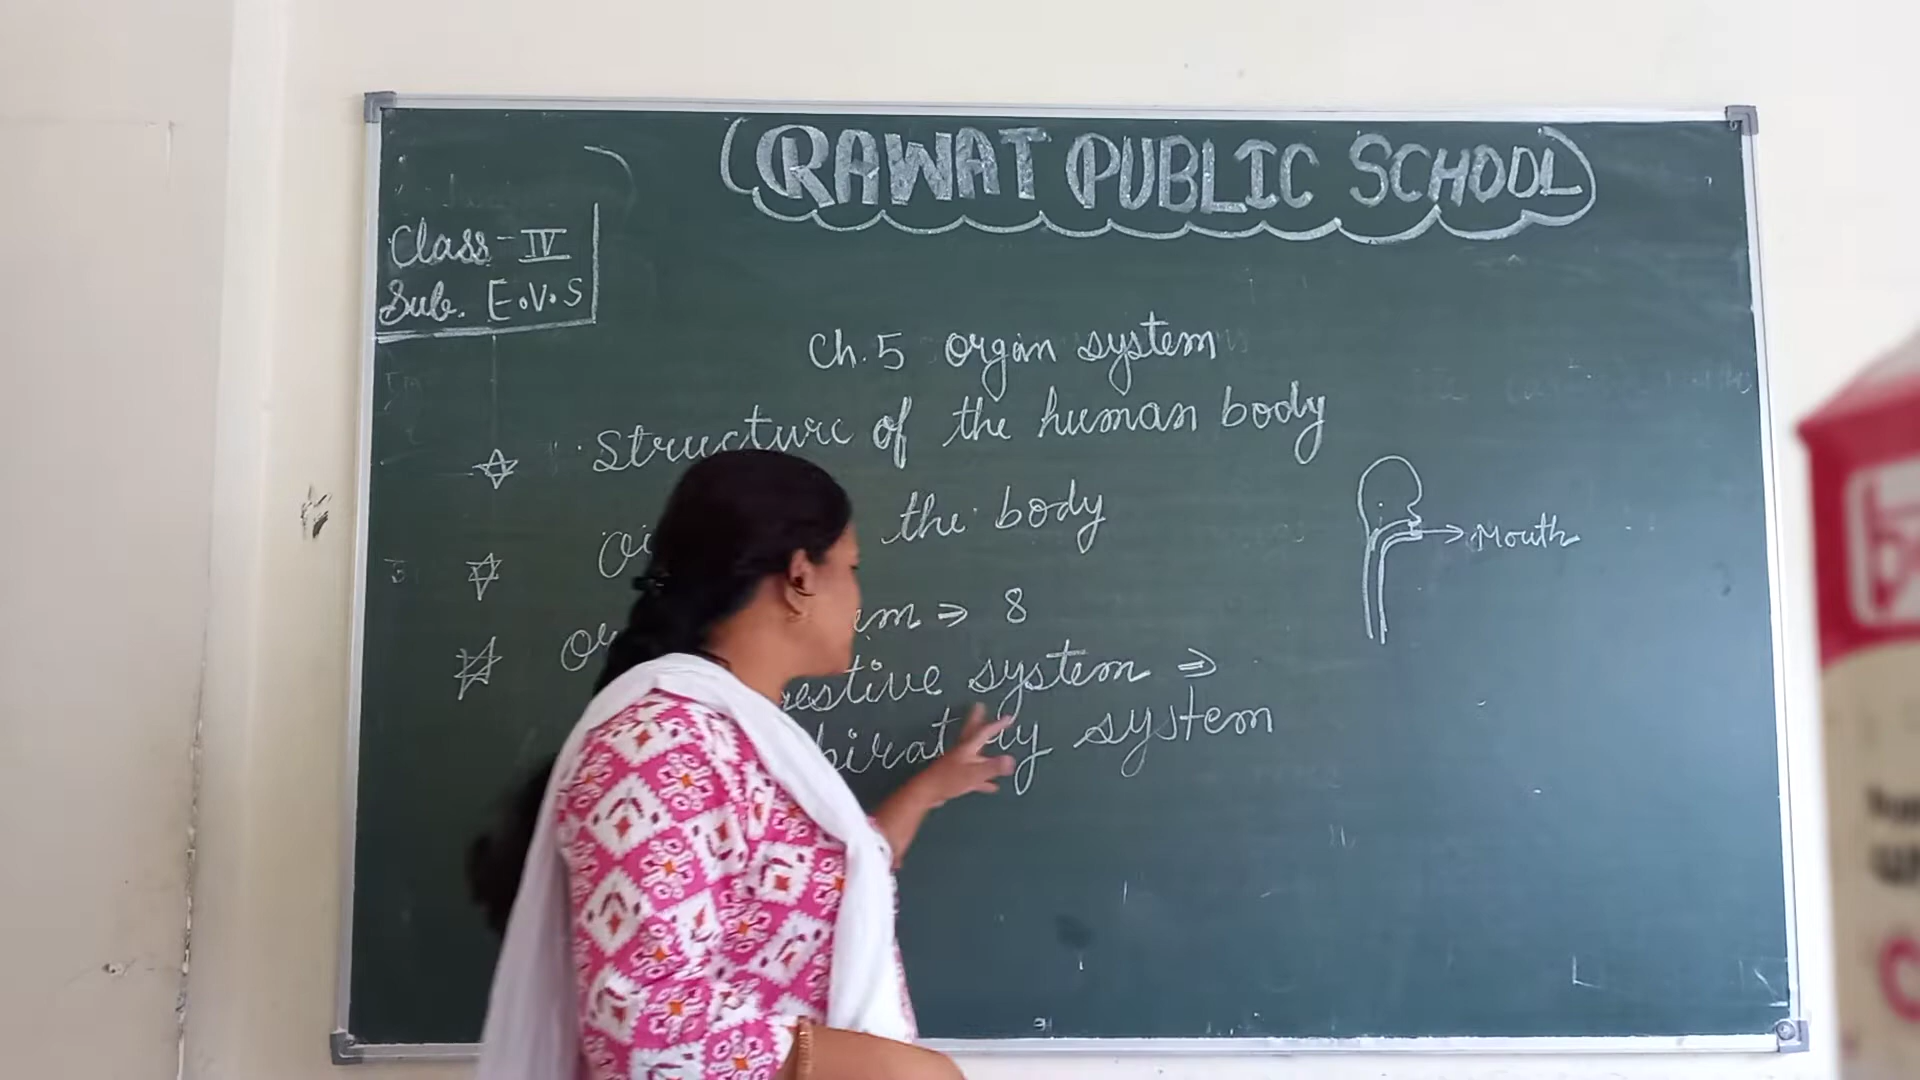 RAWAT PUBLIC SCHOOL
Class - IV
Sub. E.V.S
Ch. 5 organ system
Structure of the human body
the body
⇒ 8
system ⇒
system
→ Mouth